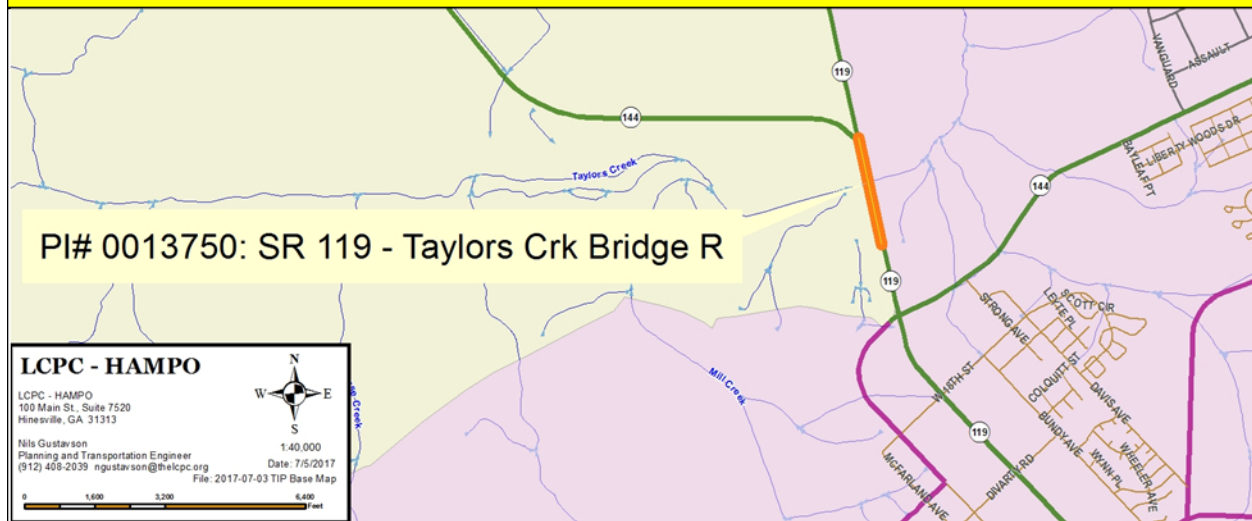 119
VANGUARD
ASSAULT
144
Taylors Creek
BAYLEAF PT
LIBERTY WOODS DR
144
PI# 0013750: SR 119 - Taylors Crk Bridge R
119
STRONG AVE
LEYTE PL
SCOTT CIR
W 18TH ST
COLQUITT ST
DAVIS AVE
Mill Creek
BUNDY AVE
119
WYNN PL
WHEELER AVE
DIVARTY RD
MCFARLAND AVE
LCPC - HAMPO
N
W E
S
LCPC - HAMPO
100 Main St., Suite 7520
Hinesville, GA 31313
Nils Gustavson
Planning and Transportation Engineer
(912) 408-2039 ngustavson@thelcpc.org
1:40,000
Date: 7/5/2017
File: 2017-07-03 TIP Base Map
0 1,600 3,200 6,400
Feet
Creek